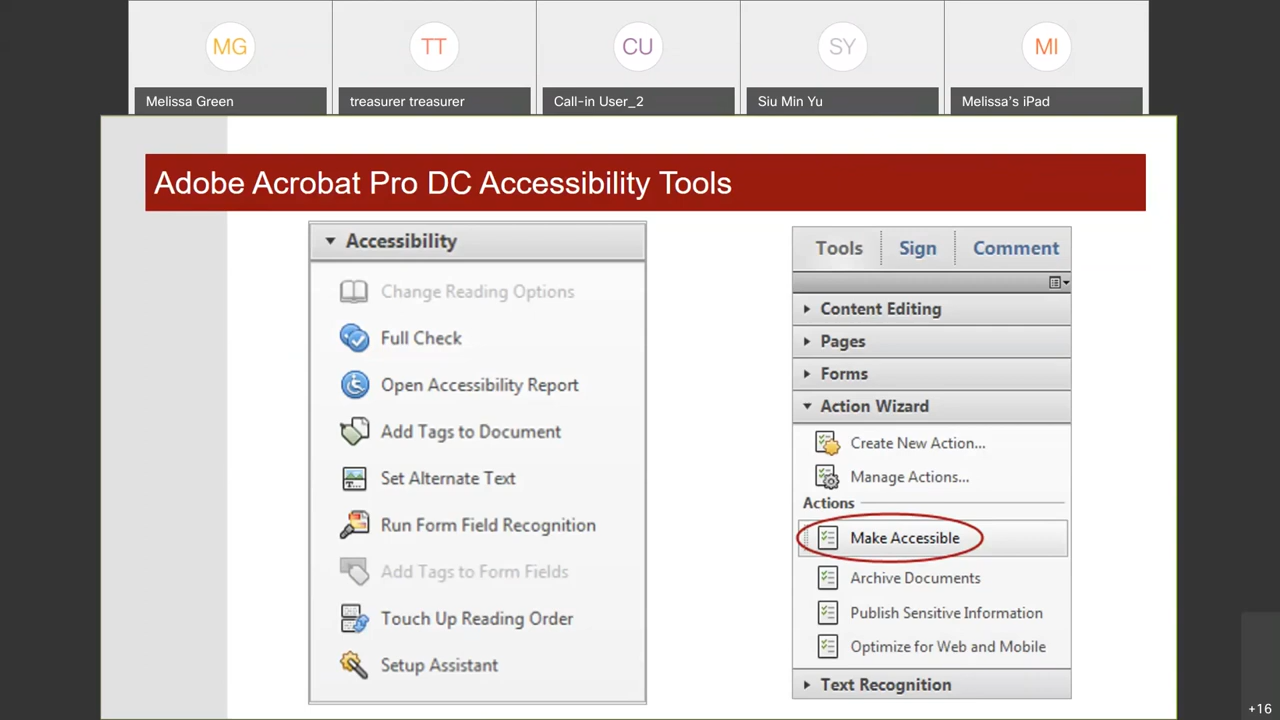 MG
TT
CU
SY
MI
Melissa Green
treasurer treasurer
Call-in User_2
Siu Min Yu
Melissa's iPad
Adobe Acrobat Pro DC Accessibility Tools
Accessibility
Change Reading Options
Full Check
Open Accessibility Report
Add Tags to Document
Set Alternate Text
Run Form Field Recognition
Add Tags to Form Fields
Touch Up Reading Order
Setup Assistant
Tools Sign Comment
Content Editing
Pages
Forms
Action Wizard
Create New Action...
Manage Actions...
Actions
Make Accessible
Archive Documents
Publish Sensitive Information
Optimize for Web and Mobile
Text Recognition
+16